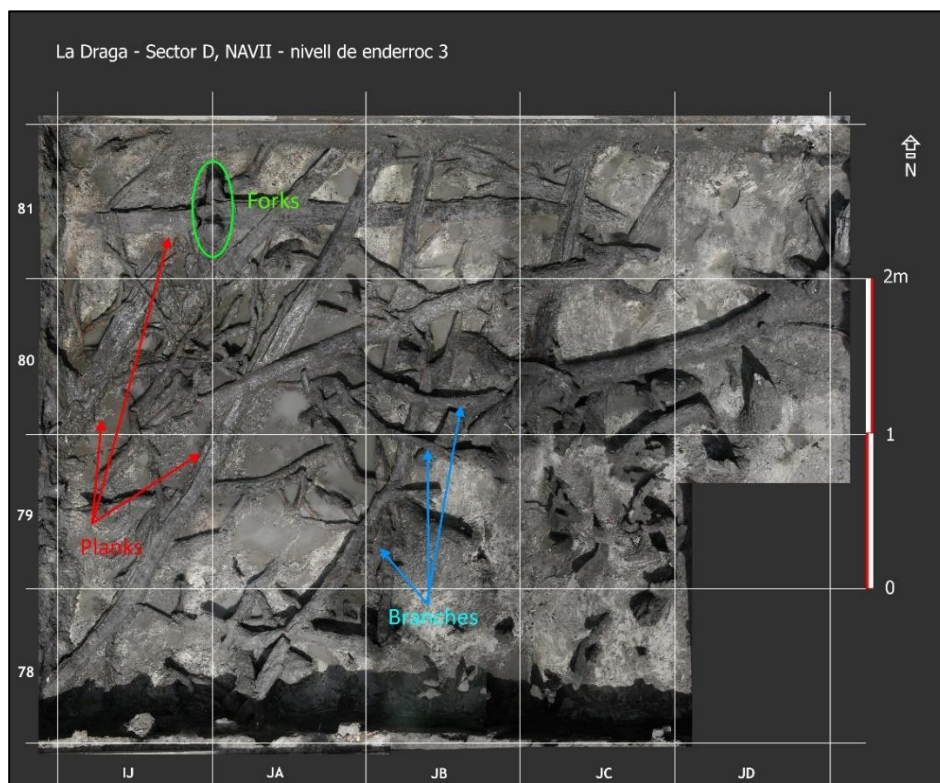 La Draga - Sector D, NAVII - nivell de enderroc 3
N
81
Forks
2m
80
1
79
Planks
0
Branches
78
IJ JA JB JC JD